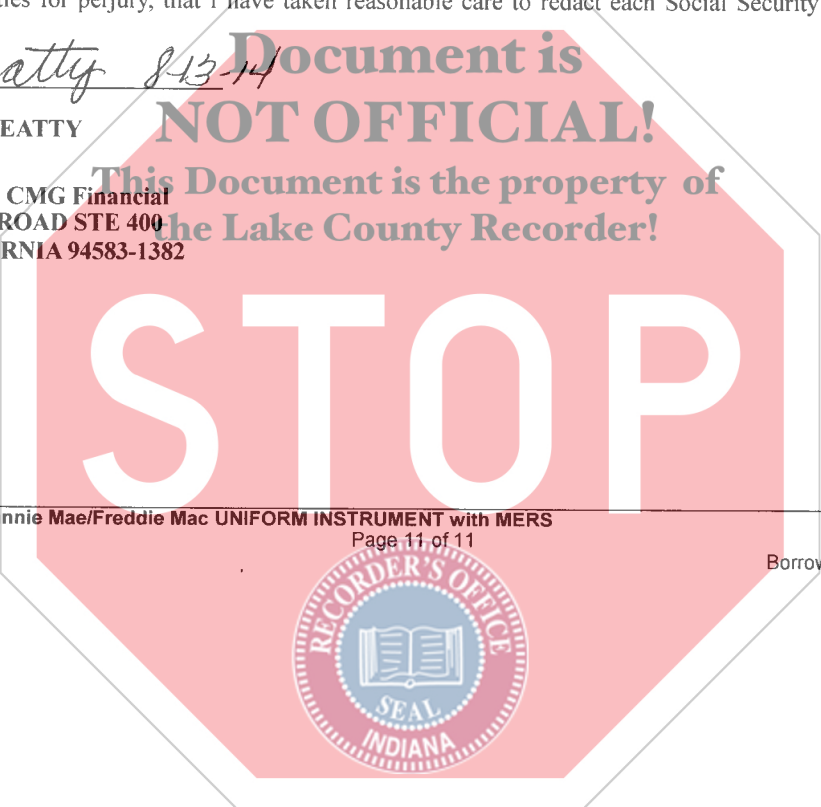 ties for perjury, that I have taken reasonable care to redact each Social Security
Document is
atty 8-13-14
NOT OFFICIAL!
EATTY
This Document is the property of
CMG Financial
ROAD STE 400
the Lake County Recorder!
RNIA 94583-1382
STOP
nnie Mae/Freddie Mac UNIFORM INSTRUMENT with MERS
Page 11 of 11
Borrow
RECORDER'S OFFICE
SEAL
INDIANA